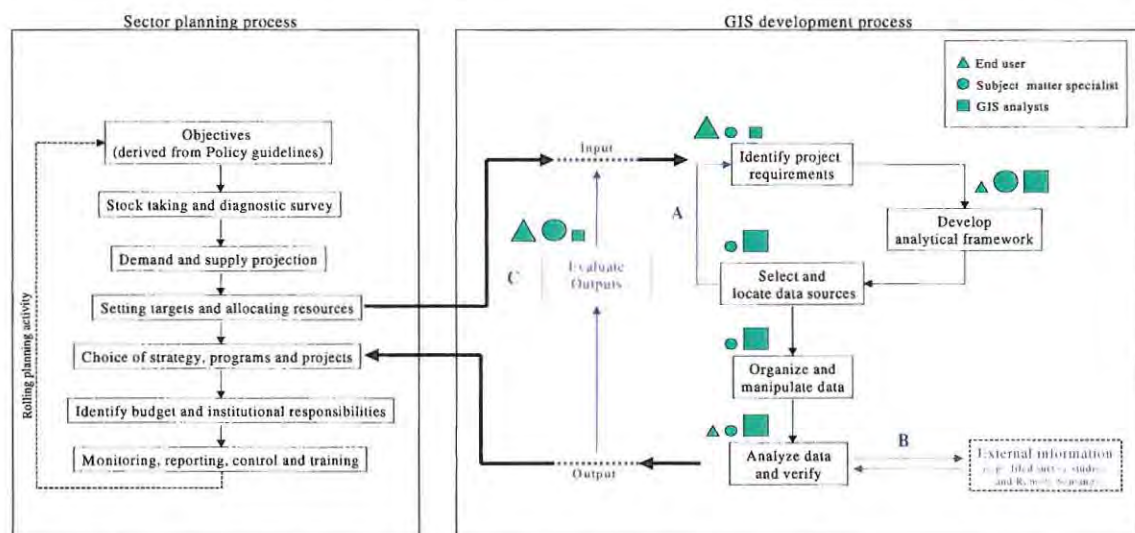 Sector planning process
Objectives
(derived from Policy guidelines)
Stock taking and diagnostic survey
Demand and supply projection
Setting targets and allocating resources
Choice of strategy, programs and projects
Identify budget and institutional responsibilities
Monitoring, reporting, control and training
Rolling planning activity
GIS development process
End user
Subject matter specialist
GIS analysts
Input
Identify project
requirements
A
Develop
analytical framework
C
Evaluate
Outputs
Select and
locate data sources
Organize and
manipulate data
B
Analyze data
and verify
External information
and Remote
Output